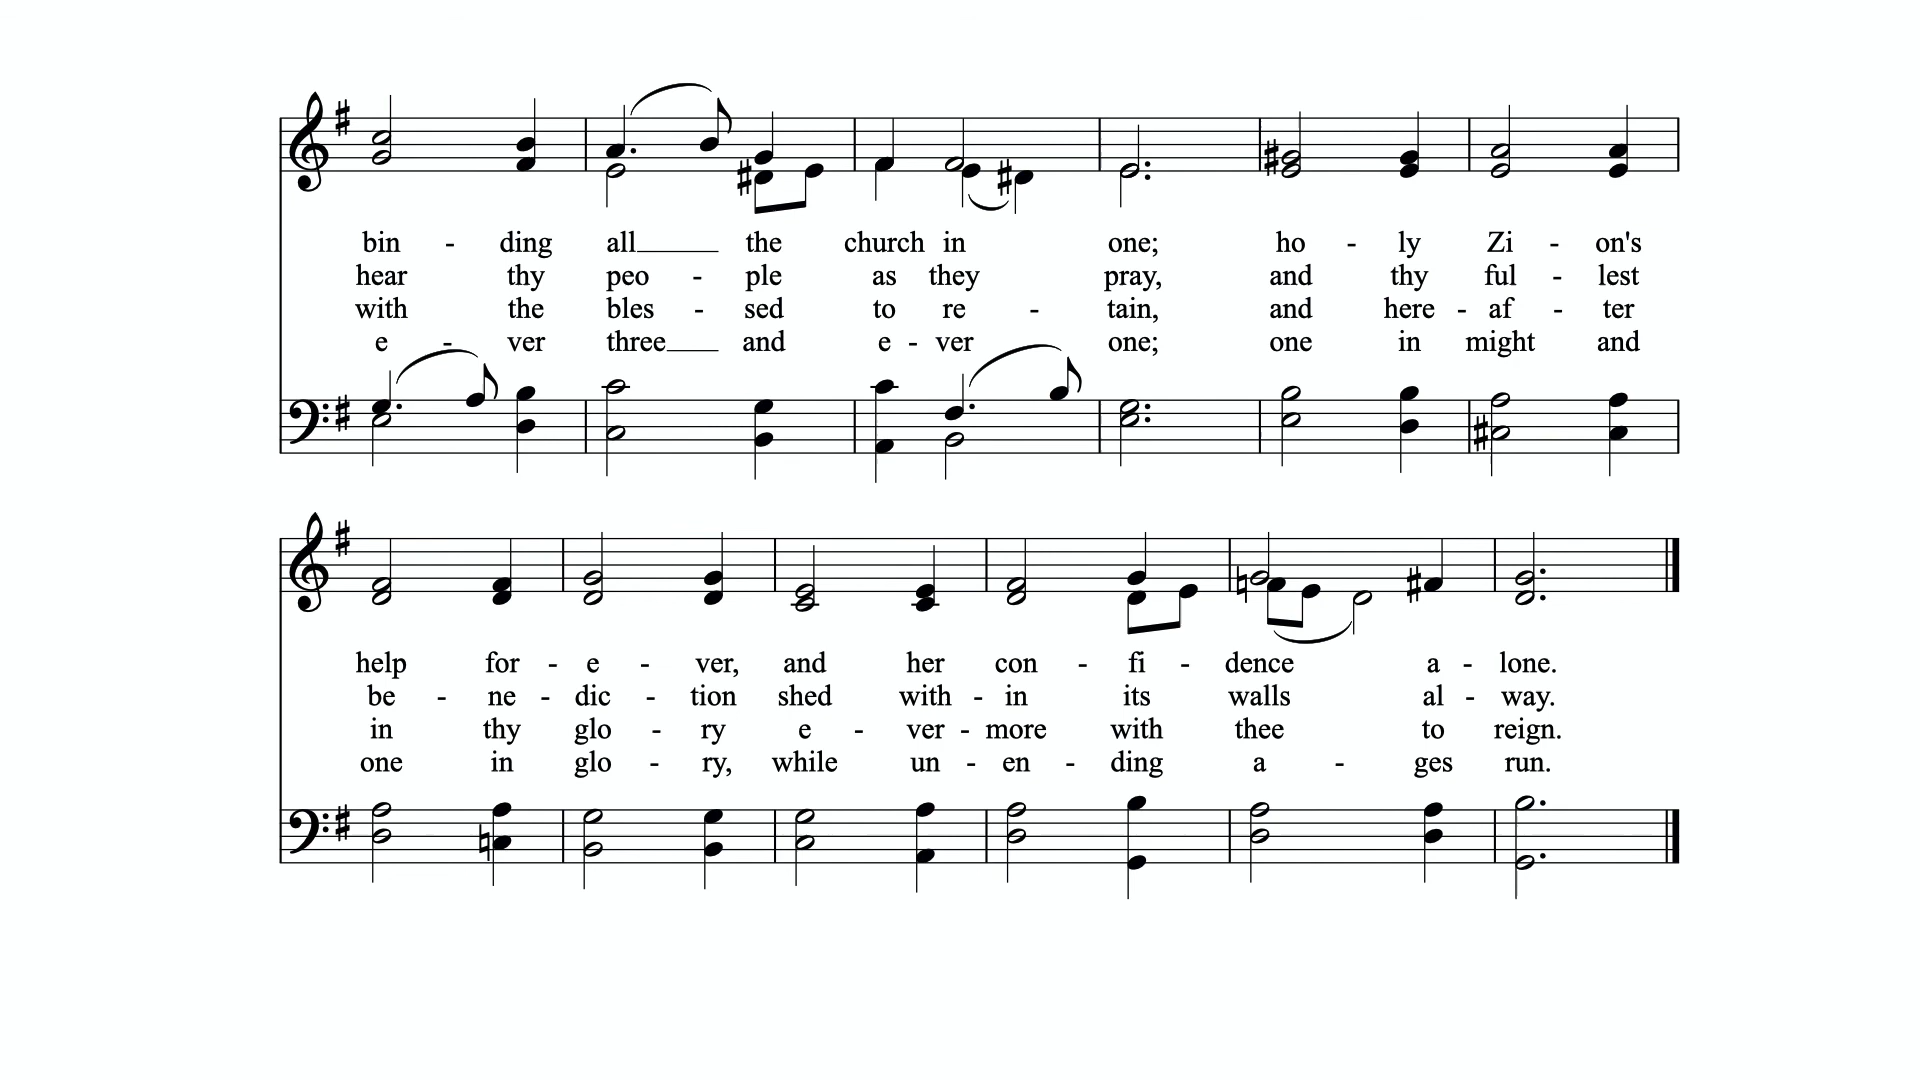 bin - ding all the church in one; ho - ly Zi - on's
hear thy peo - ple as they pray, and thy ful - lest
with the bles - sed to re - tain, and here - af - ter
e - ver three and e - ver one; one in might and
help for - e - ver, and her con - fi - dence a - lone.
be - ne - dic - tion shed with - in its walls al - way.
in thy glo - ry e - ver - more with thee to reign.
one in glo - ry, while un - en - ding a - ges run.